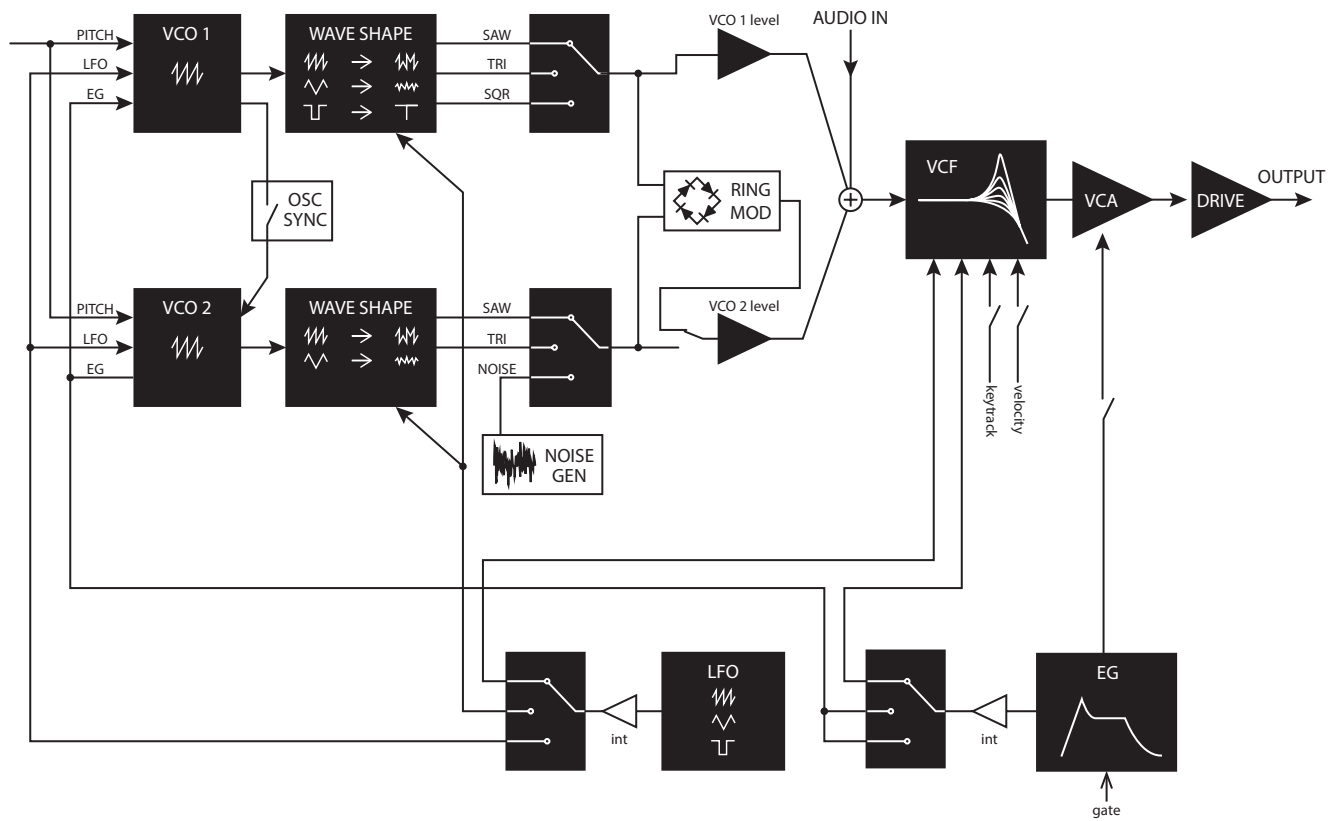 VCO 1 level
AUDIO IN
PITCH
VCO 1
WAVE SHAPE
SAW
LFO
TRI
EG
SQR
VCF
RING
MOD
OUTPUT
OSC
SYNC
VCA
DRIVE
PITCH
VCO 2
WAVE SHAPE
SAW
VCO 2 level
LFO
TRI
EG
NOISE
keytrack
velocity
NOISE
GEN
LFO
EG
int
int
gate